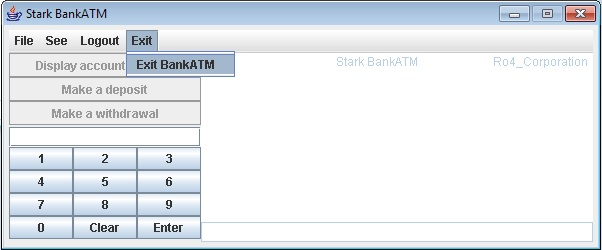 Stark BankATM
File See Logout Exit
Display account Exit BankATM Stark BankATM Ro4_Corporation
Make a deposit
Make a withdrawal
1 2 3
4 5 6
7 8 9
0 Clear Enter